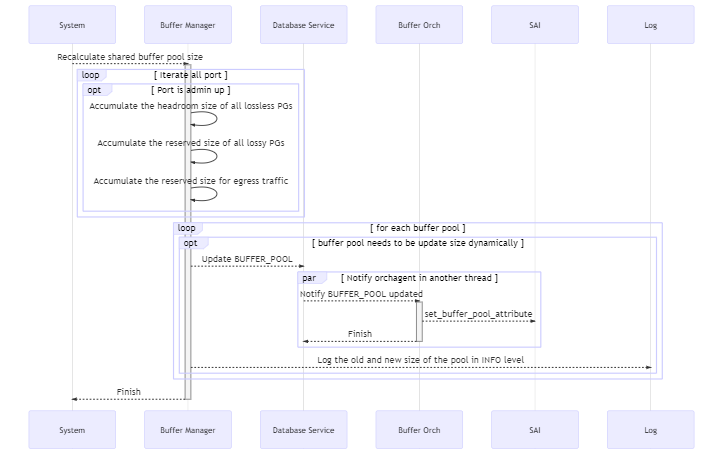 System Buffer Manager Database Service Buffer Orch SAI Log
Recalculate shared buffer pool size
loop [ Iterate all port ]
opt [ Port is admin up ]
Accumulate the headroom size of all lossless PGs
Accumulate the reserved size of all lossy PGs
Accumulate the reserved size for egress traffic
loop [ for each buffer pool ]
opt [ buffer pool needs to be update size dynamically ]
Update BUFFER_POOL
par [ Notify orchagent in another thread ]
Notify BUFFER_POOL updated
set_buffer_pool_attribute
Finish
Log the old and new size of the pool in INFO level
Finish
System Buffer Manager Database Service Buffer Orch SAI Log